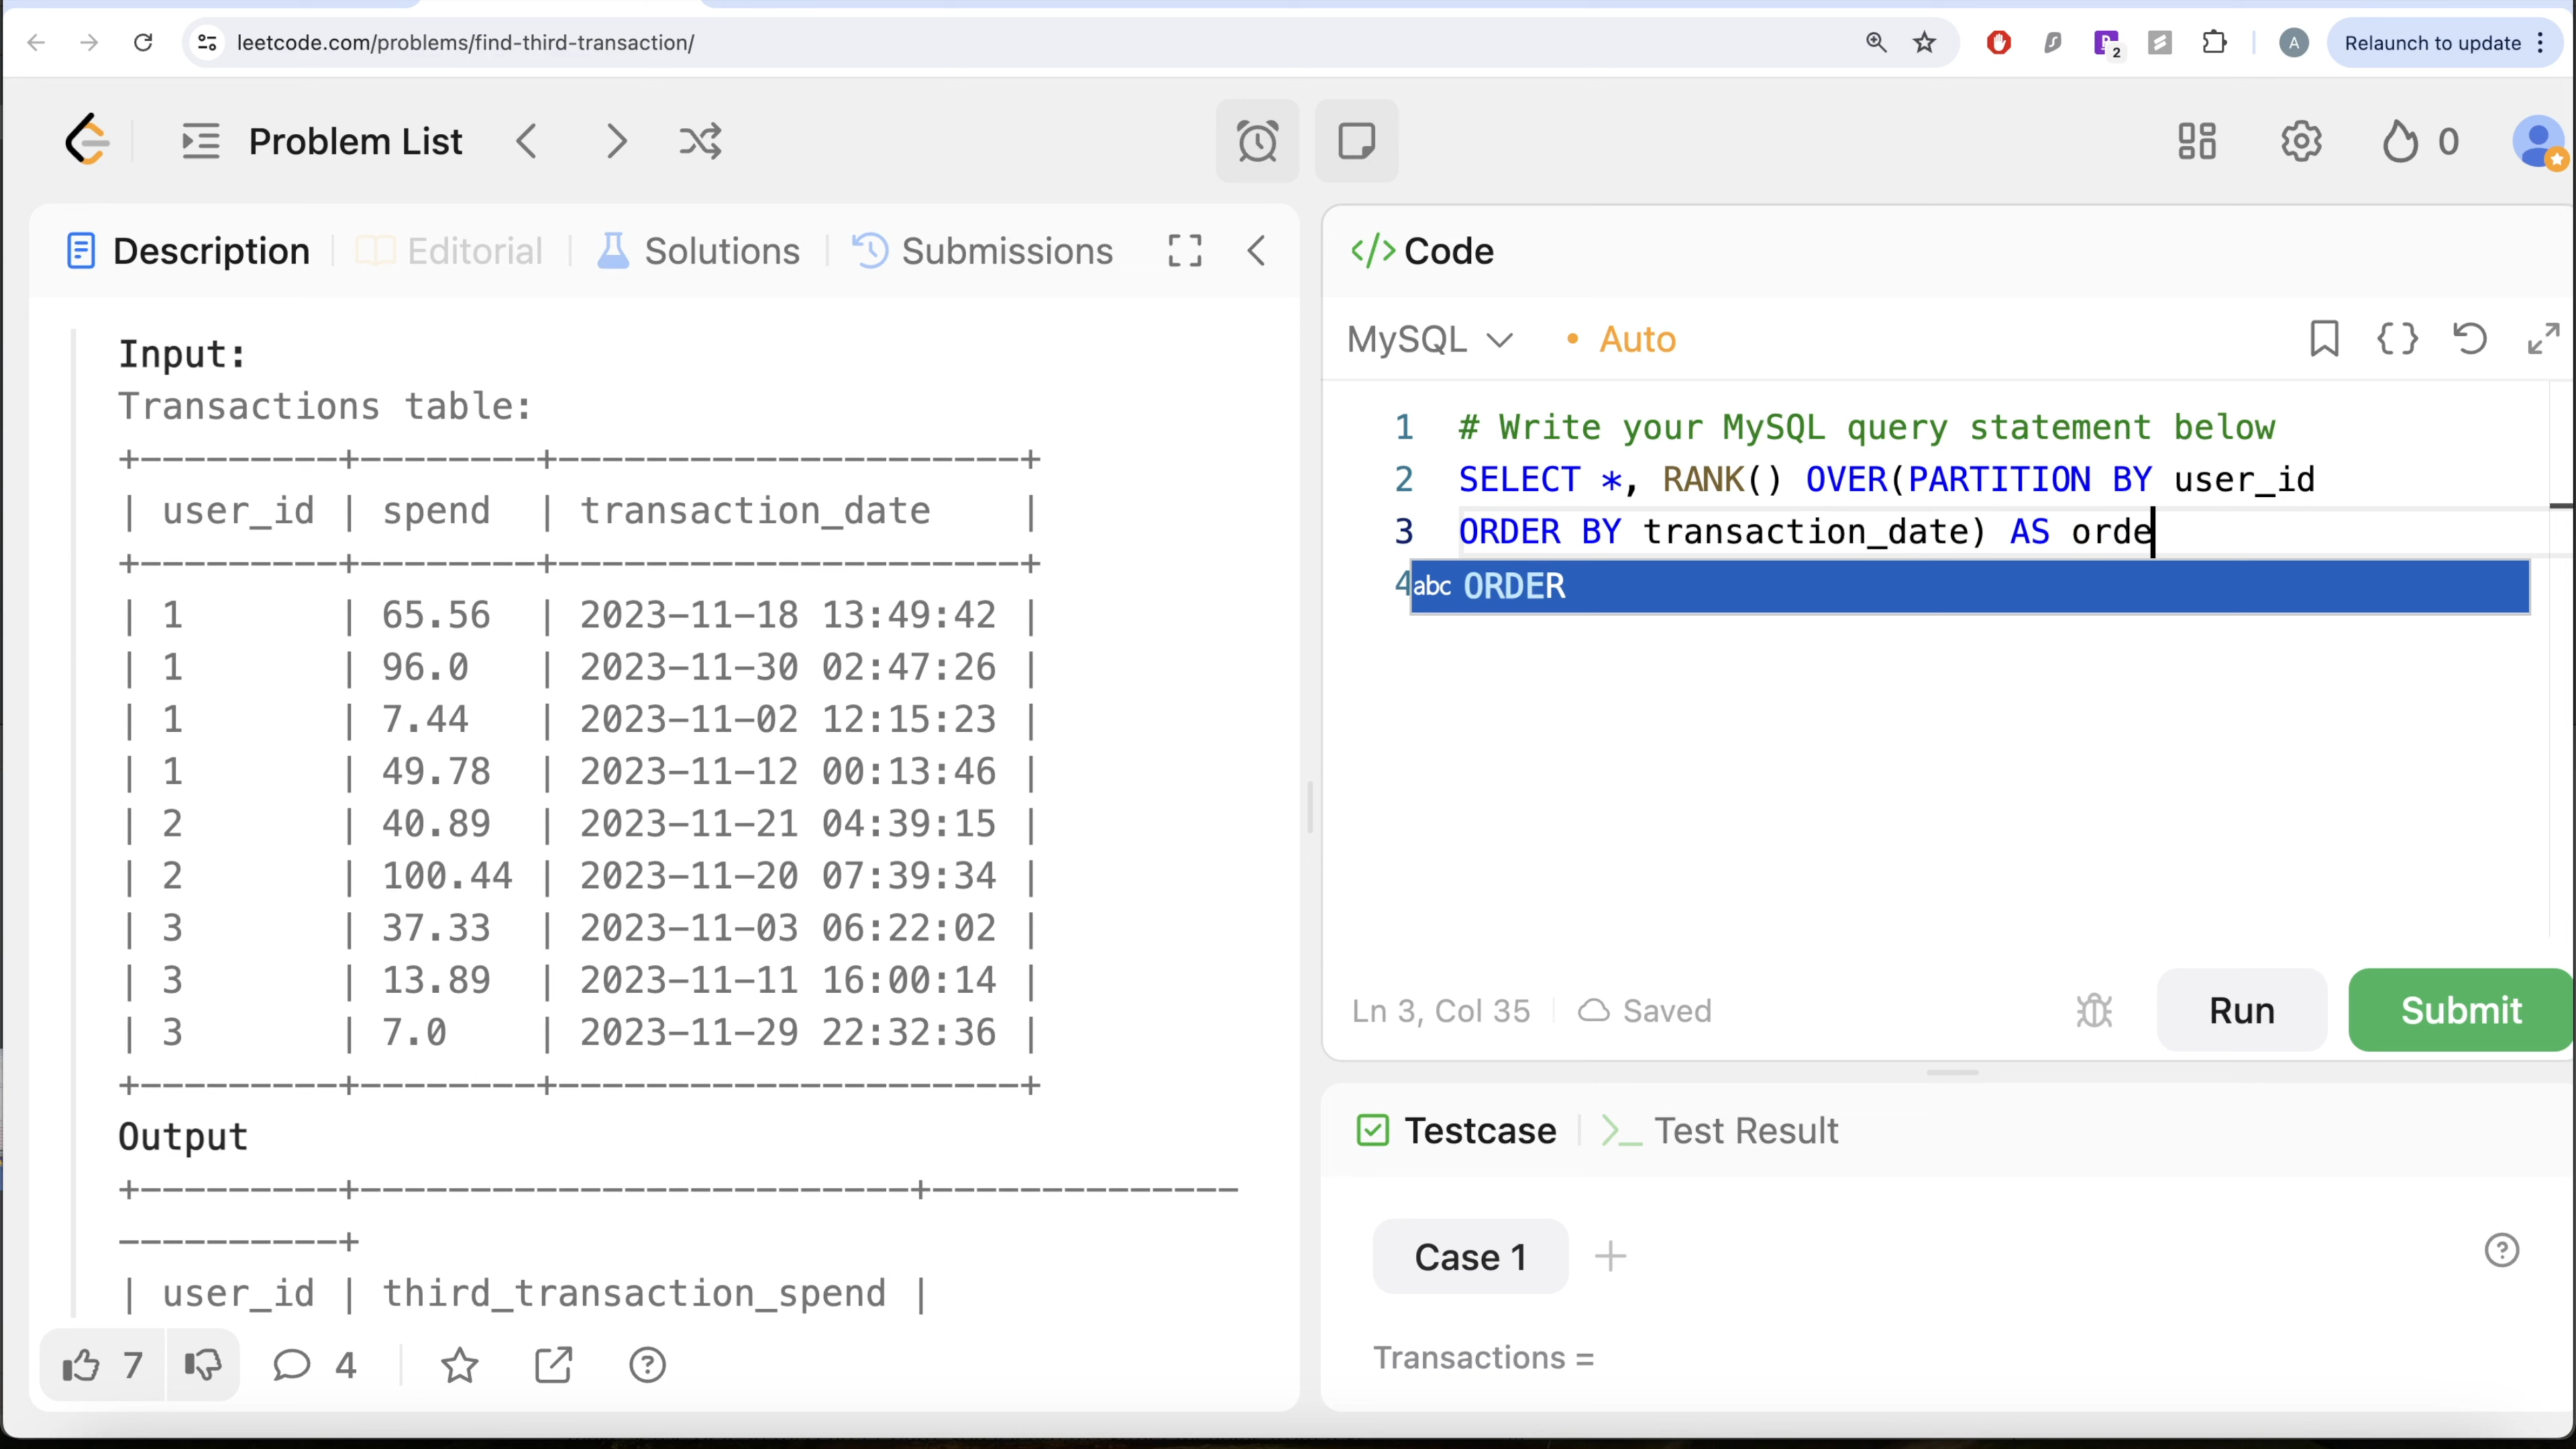 leetcode.com/problems/find-third-transaction/
2
A
Relaunch to update
Problem List
0
Description
Editorial
Solutions
Submissions
Input:
Transactions table:
+---------+--------+---------------------+
| user_id | spend  | transaction_date    |
+---------+--------+---------------------+
| 1       | 65.56  | 2023-11-18 13:49:42 |
| 1       | 96.0   | 2023-11-30 02:47:26 |
| 1       | 7.44   | 2023-11-02 12:15:23 |
| 1       | 49.78  | 2023-11-12 00:13:46 |
| 2       | 40.89  | 2023-11-21 04:39:15 |
| 2       | 100.44 | 2023-11-20 07:39:34 |
| 3       | 37.33  | 2023-11-03 06:22:02 |
| 3       | 13.89  | 2023-11-11 16:00:14 |
| 3       | 7.0    | 2023-11-29 22:32:36 |
+---------+--------+---------------------+
Output
+---------+-------------------------+--------------
----------+
| user_id | third_transaction_spend |
7
4
</> Code
MySQL
• Auto
1 # Write your MySQL query statement below
2 SELECT *, RANK() OVER(PARTITION BY user_id
3 ORDER BY transaction_date) AS orde
4
abc ORDER
Ln 3, Col 35
Saved
Run
Submit
Testcase
Test Result
Case 1
Transactions =